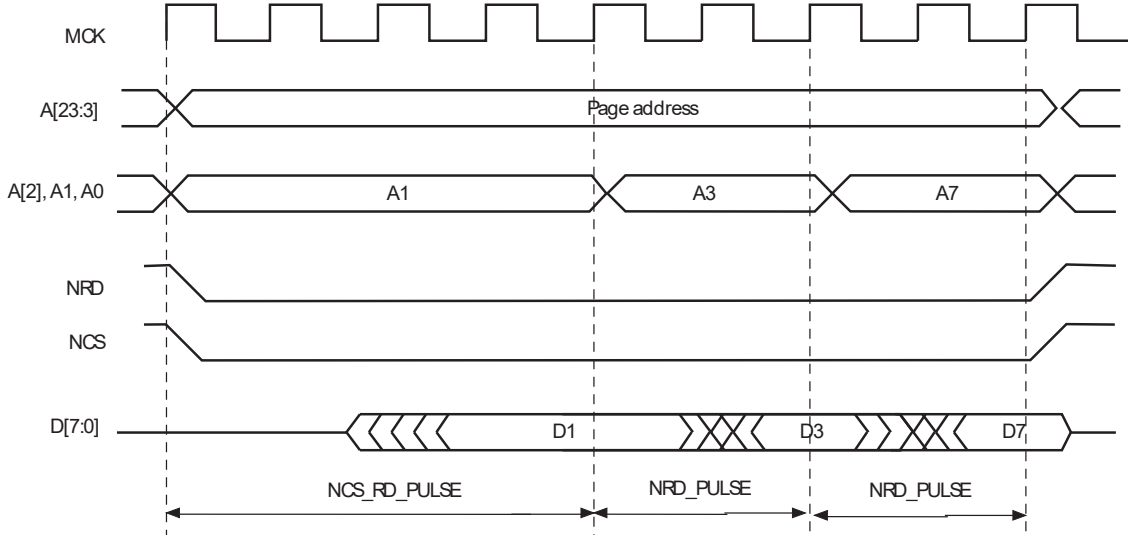 MCK
A[23:3]
Page address
A[2], A1, A0
A1
A3
A7
NRD
NCS
D[7:0]
D1
D3
D7
NCS_RD_PULSE
NRD_PULSE
NRD_PULSE